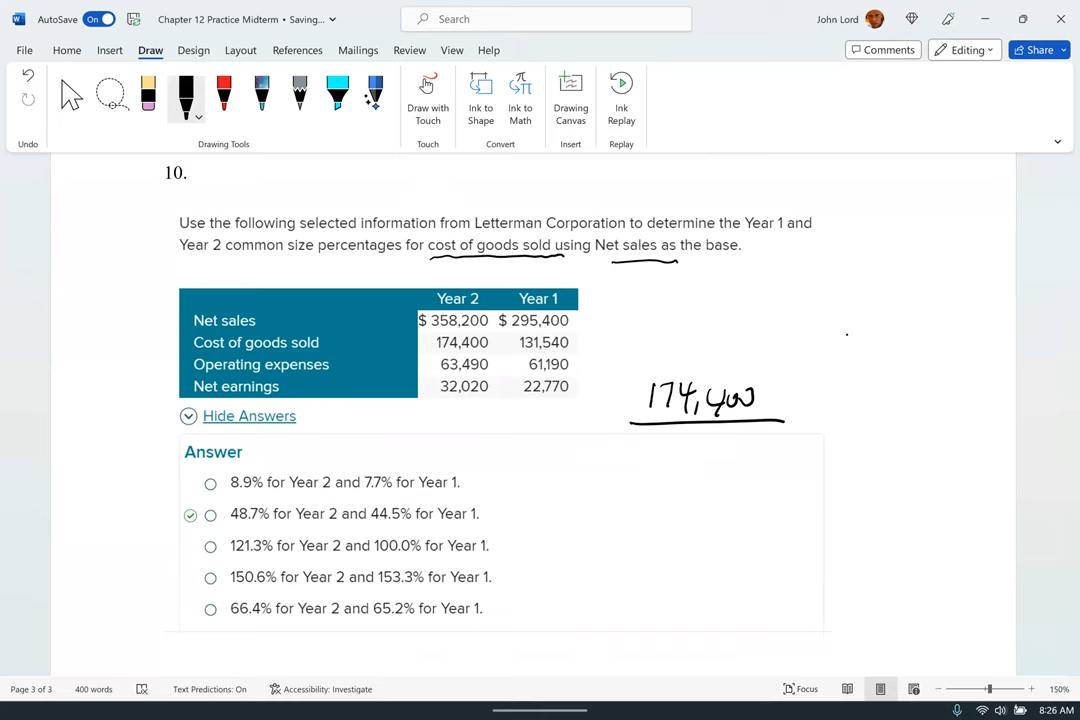 AutoSave On Chapter 12 Practice Midterm • Saving... Search John Lord
File Home Insert Draw Design Layout References Mailings Review View Help Comments Editing Share
Undo Drawing Tools
Draw with Touch
Touch
Ink to Shape
Ink to Math
Convert
Drawing Canvas
Insert
Ink Replay
Replay
10.
Use the following selected information from Letterman Corporation to determine the Year 1 and
Year 2 common size percentages for cost of goods sold using Net sales as the base.
Year 2 Year 1
Net sales $ 358,200 $ 295,400
Cost of goods sold 174,400 131,540
Operating expenses 63,490 61,190
Net earnings 32,020 22,770
174,400
Hide Answers
Answer
8.9% for Year 2 and 7.7% for Year 1.
48.7% for Year 2 and 44.5% for Year 1.
121.3% for Year 2 and 100.0% for Year 1.
150.6% for Year 2 and 153.3% for Year 1.
66.4% for Year 2 and 65.2% for Year 1.
Page 3 of 3 400 words Text Predictions: On Accessibility: Investigate Focus 150%
8:26 AM